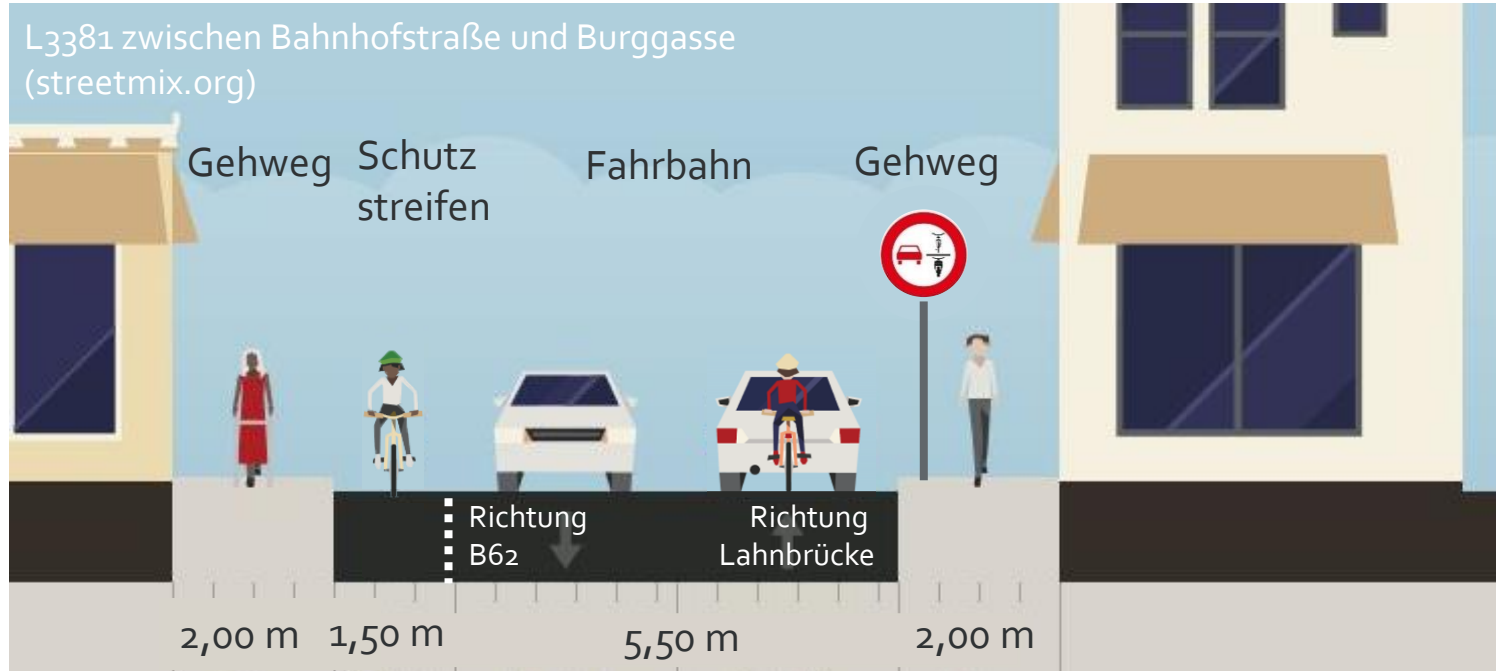 L3381 zwischen Bahnhofstraße und Burggasse
(streetmix.org)
Gehweg
Schutz
streifen
Fahrbahn
Gehweg
Richtung
B62
Richtung
Lahnbrücke
2,00 m
1,50 m
5,50 m
2,00 m